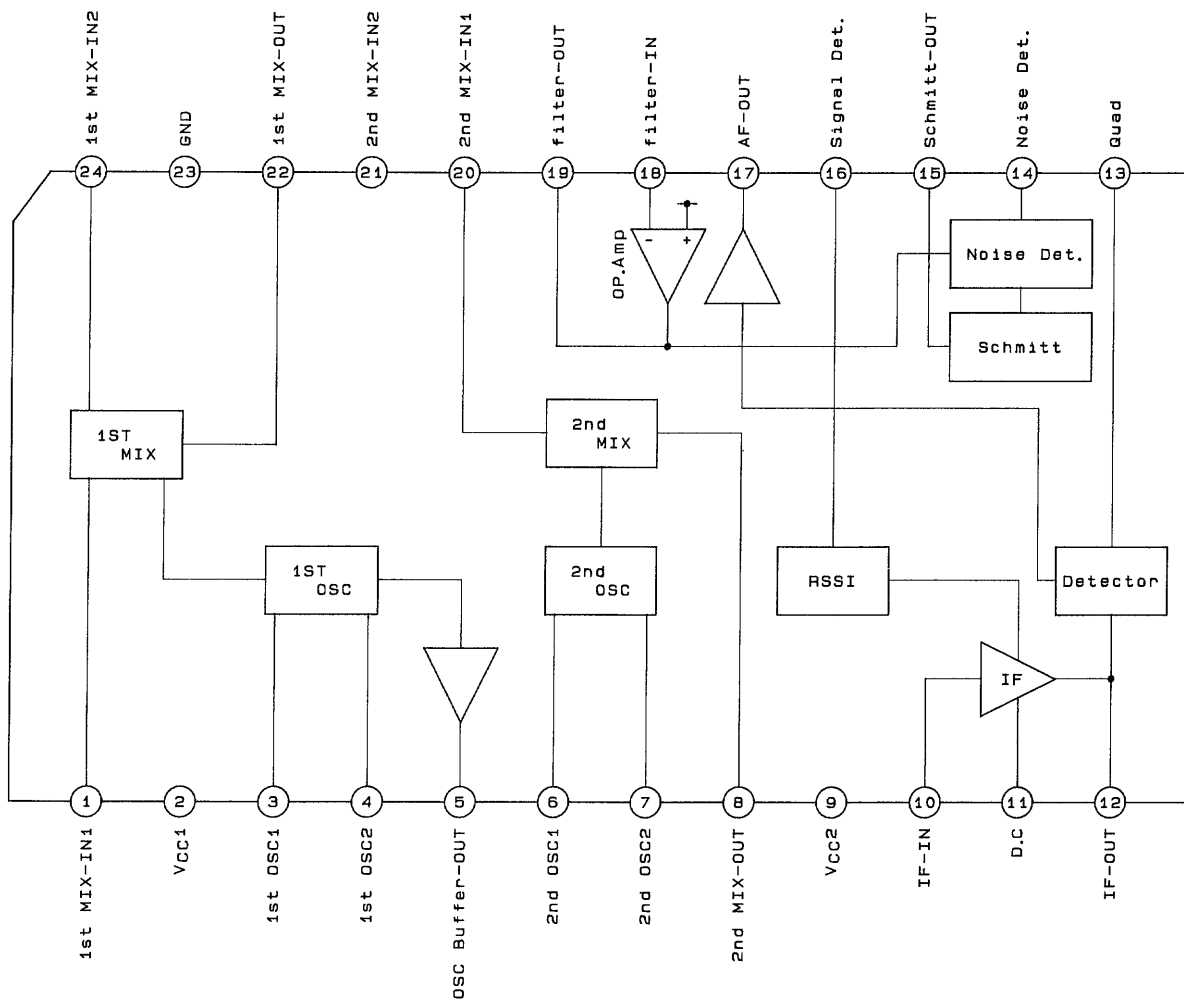 1st MIX-IN2
GND
1st MIX-OUT
2nd MIX-IN2
2nd MIX-IN1
filter-OUT
filter-IN
AF-OUT
Signal Det.
Schmitt-OUT
Noise Det.
Quad
24
23
22
21
20
19
18
17
16
15
14
13
OP.Amp
- +
Noise Det.
Schmitt
1ST
MIX
2nd
MIX
1ST
OSC
2nd
OSC
RSSI
Detector
IF
1
2
3
4
5
6
7
8
9
10
11
12
1st MIX-IN1
VCC1
1st OSC1
1st OSC2
OSC Buffer-OUT
2nd OSC1
2nd OSC2
2nd MIX-OUT
VCC2
IF-IN
D.C
IF-OUT